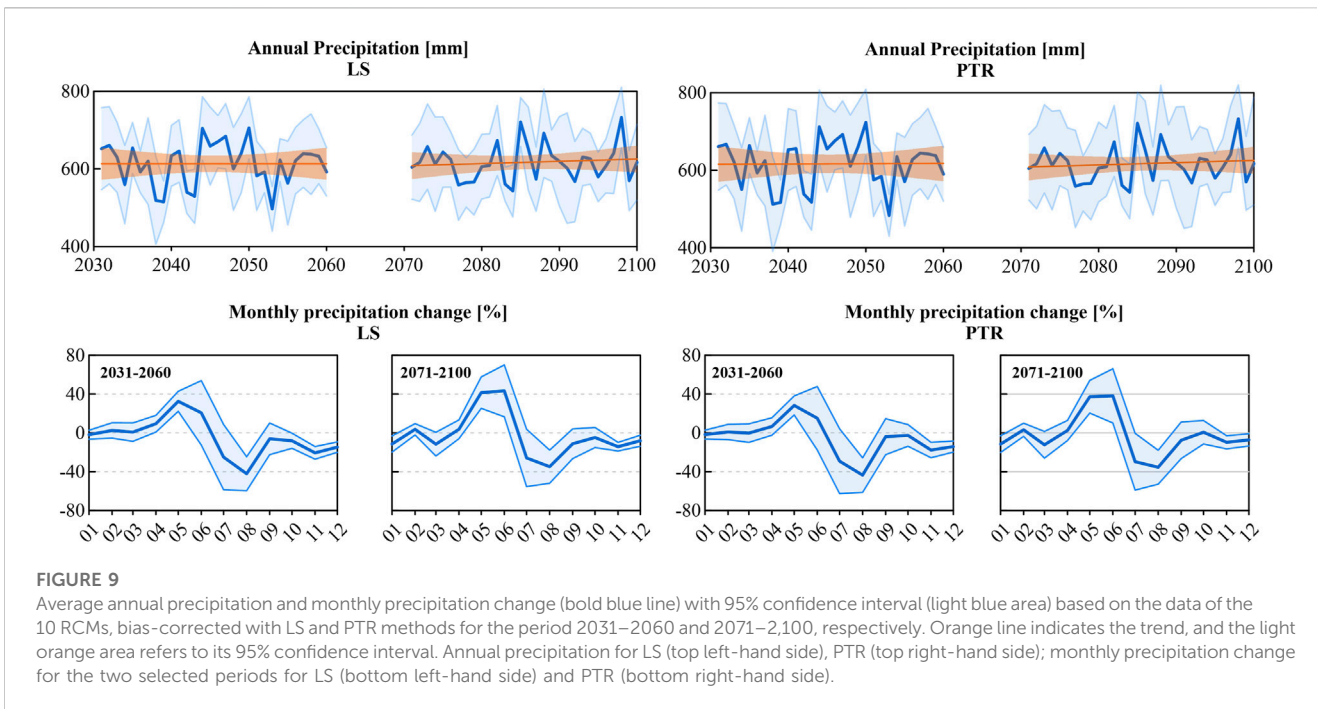 Annual Precipitation [mm]
LS
800
600
400
2030 2040 2050 2060 2070 2080 2090 2100
Annual Precipitation [mm]
PTR
800
600
400
2030 2040 2050 2060 2070 2080 2090 2100
Monthly precipitation change [%]
LS
80
40
0
-40
-80
2031-2060
01 02 03 04 05 06 07 08 09 10 11 12
2071-2100
01 02 03 04 05 06 07 08 09 10 11 12
Monthly precipitation change [%]
PTR
80
40
0
-40
-80
2031-2060
01 02 03 04 05 06 07 08 09 10 11 12
2071-2100
01 02 03 04 05 06 07 08 09 10 11 12
FIGURE 9
Average annual precipitation and monthly precipitation change (bold blue line) with 95% confidence interval (light blue area) based on the data of the
10 RCMs, bias-corrected with LS and PTR methods for the period 2031–2060 and 2071–2,100, respectively. Orange line indicates the trend, and the light
orange area refers to its 95% confidence interval. Annual precipitation for LS (top left-hand side), PTR (top right-hand side); monthly precipitation change
for the two selected periods for LS (bottom left-hand side) and PTR (bottom right-hand side).